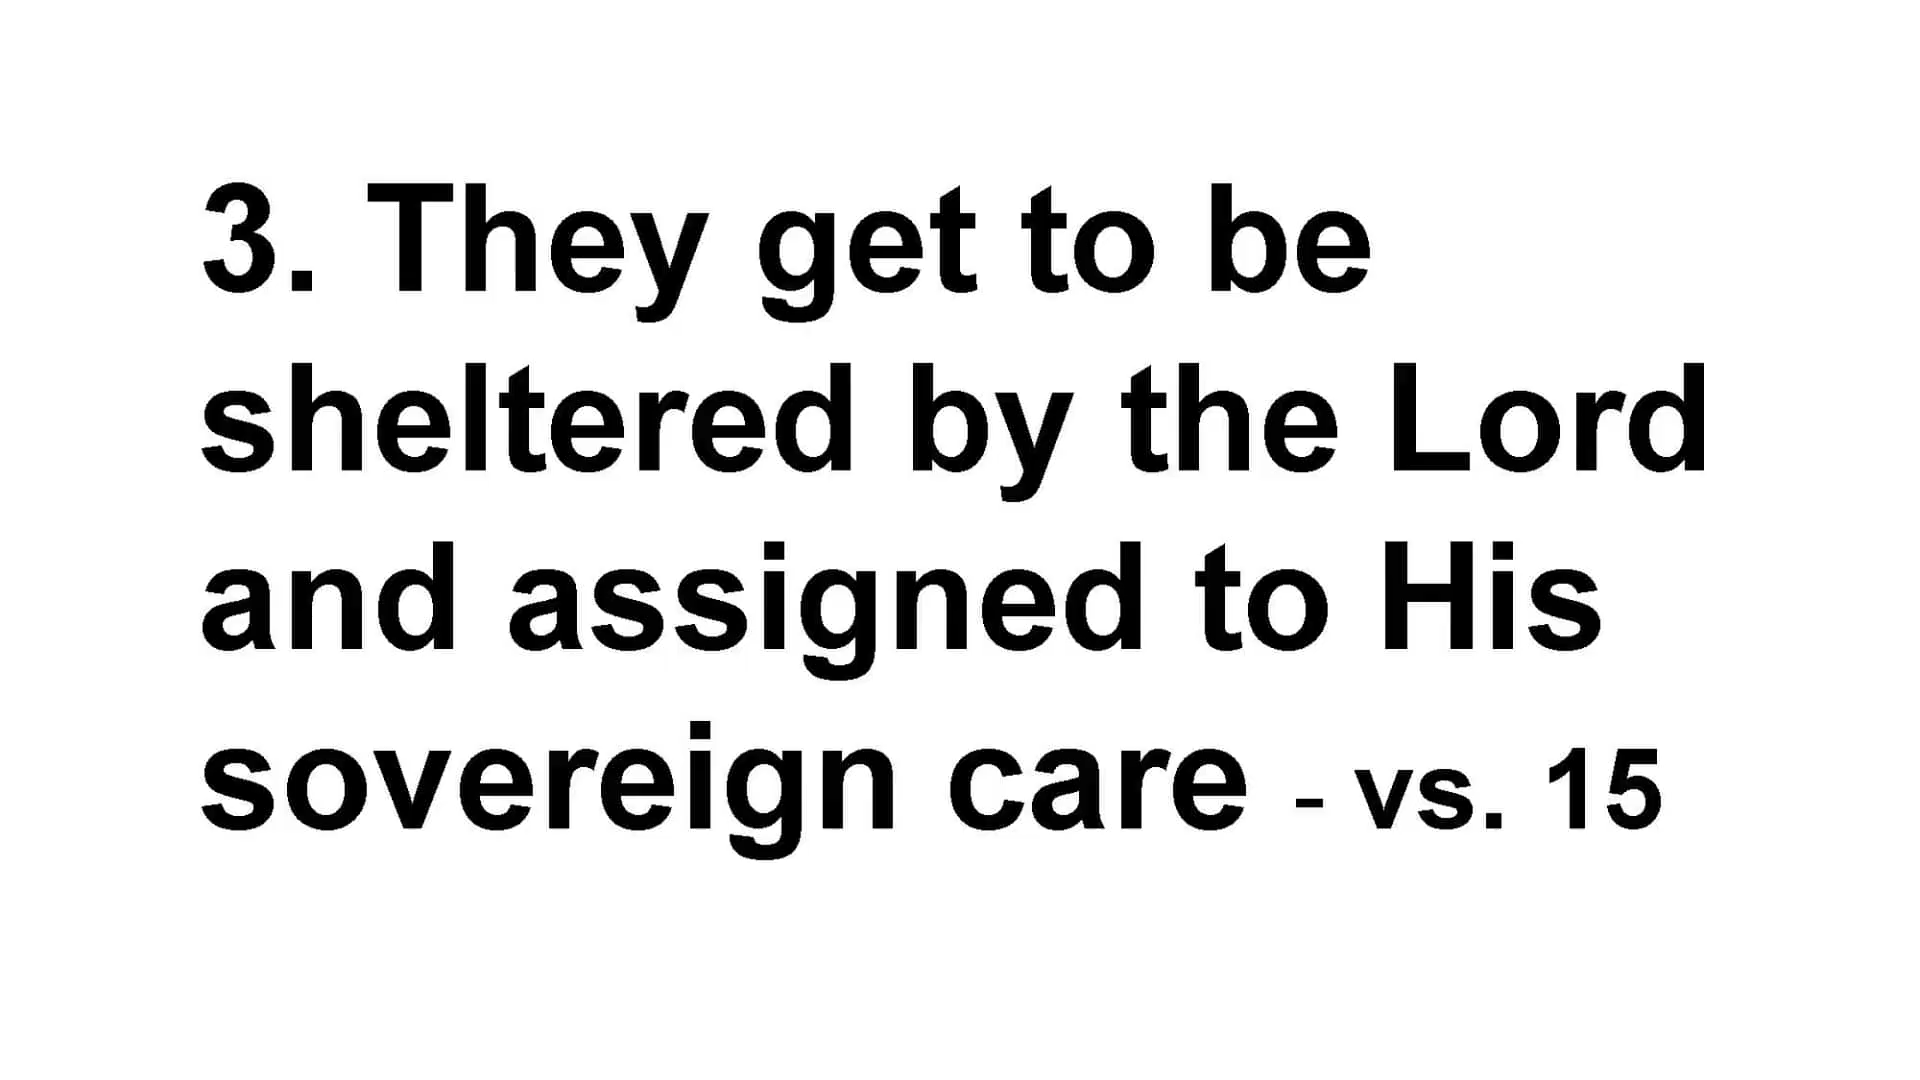 3. They get to be
sheltered by the Lord
and assigned to His
sovereign care - vs. 15